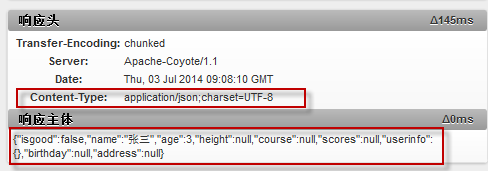 响应头 Δ145ms
Transfer-Encoding: chunked
Server: Apache-Coyote/1.1
Date: Thu, 03 Jul 2014 09:08:10 GMT
Content-Type: application/json;charset=UTF-8
响应主体 Δ0ms
{"isgood":false,"name":"张三","age":3,"height":null,"course":null,"scores":null,"userinfo":
{},"birthday":null,"address":null}